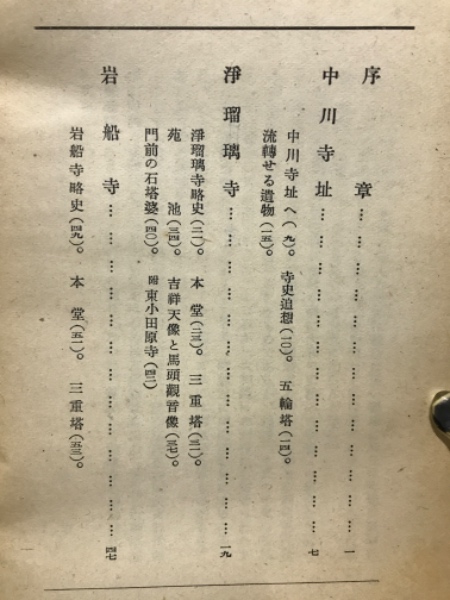 序章……………………………………一
中川寺址……………………………………七
中川寺址へ(九)。 寺史追想(一〇)。 五輪塔(一四)。
流轉せる遺物(一五)。
淨瑠璃寺……………………………………一九
淨瑠璃寺略史(二一)。 本堂(二三)。 三重塔(三一)。
苑池(三四)。 吉祥天像と馬頭觀音像(三七)。
門前の石塔婆(四〇)。 附東小田原寺(四二)
岩船寺……………………………………四七
岩船寺略史(四九)。 本堂(五一)。 三重塔(五三)。